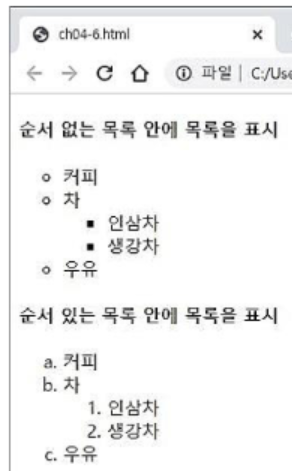 ch04-6.html
파일 | C:/Use
순서 없는 목록 안에 목록을 표시
커피
차
인삼차
생강차
우유
순서 있는 목록 안에 목록을 표시
a. 커피
b. 차
1. 인삼차
2. 생강차
c. 우유